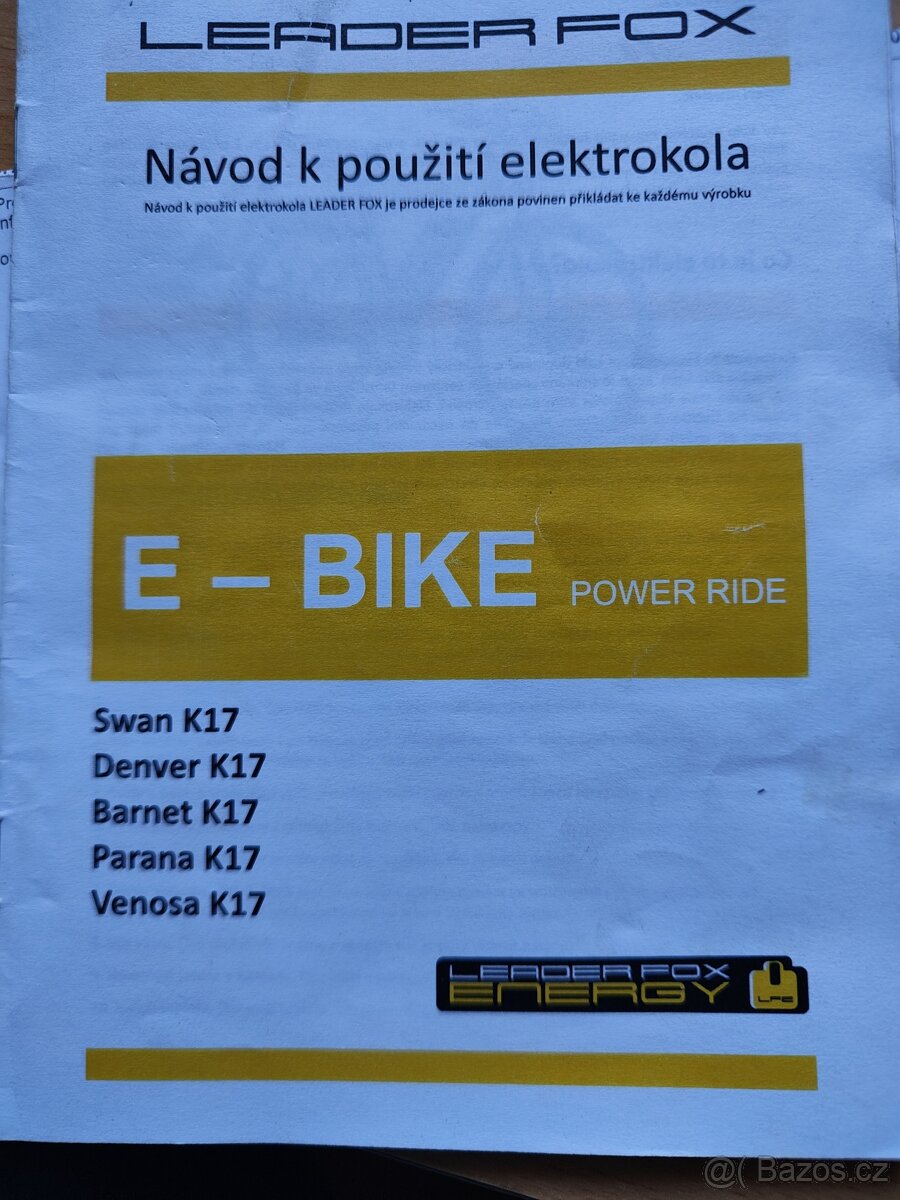 LEADER FOX
Návod k použití elektrokola
Návod k použití elektrokola LEADER FOX je prodejce ze zákona povinen přikládat ke každému výrobku
E – BIKE POWER RIDE
Swan K17
Denver K17
Barnet K17
Parana K17
Venosa K17
LEADER FOX
ENERGY
LFE
@( Bazos.cz